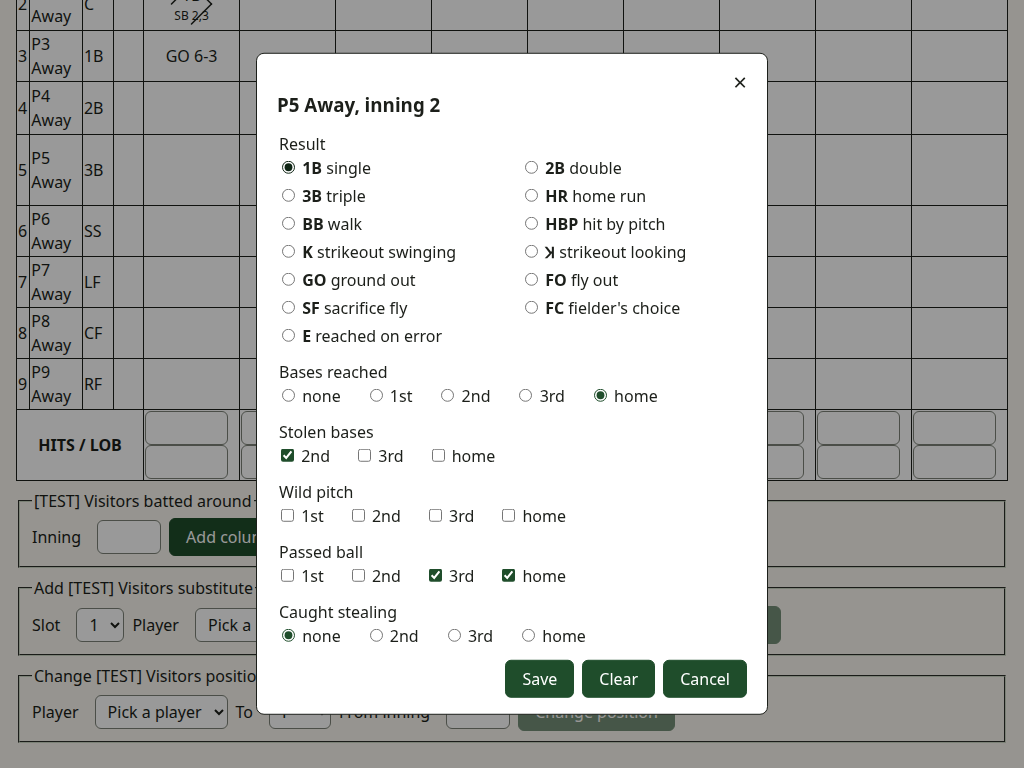 2 Away C SB 2,3
3 P3 Away 1B GO 6-3
4 P4 Away 2B
5 P5 Away 3B
6 P6 Away SS
7 P7 Away LF
8 P8 Away CF
9 P9 Away RF
HITS / LOB
[TEST] Visitors batted around
Inning
Add [TEST] Visitors substitute
Slot 1 Player Pick a
Change [TEST] Visitors
Player Pick a player To From inning Change position
×
P5 Away, inning 2
Result
1B single 2B double
3B triple HR home run
BB walk HBP hit by pitch
K strikeout swinging ꓘ strikeout looking
GO ground out FO fly out
SF sacrifice fly FC fielder's choice
E reached on error
Bases reached
none 1st 2nd 3rd home
Stolen bases
2nd 3rd home
Wild pitch
1st 2nd 3rd home
Passed ball
1st 2nd 3rd home
Caught stealing
none 2nd 3rd home
Save Clear Cancel